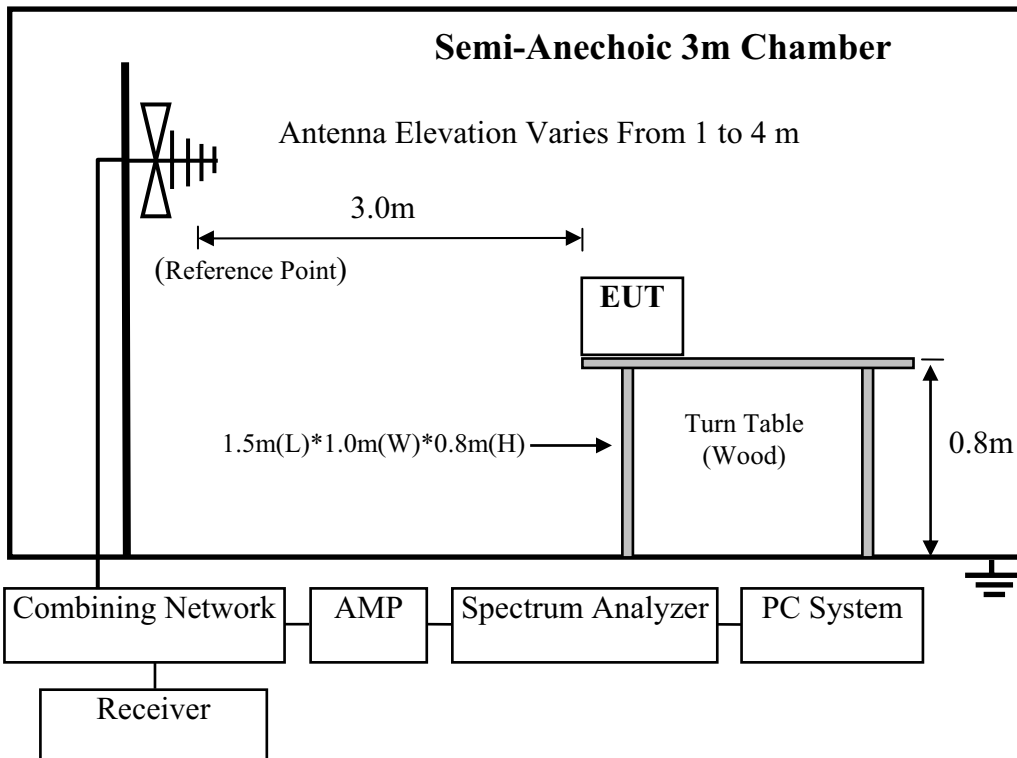 Semi-Anechoic 3m Chamber
Antenna Elevation Varies From 1 to 4 m
3.0m
(Reference Point)
EUT
1.5m(L)*1.0m(W)*0.8m(H)
Turn Table
(Wood)
0.8m
Combining Network
AMP
Spectrum Analyzer
PC System
Receiver